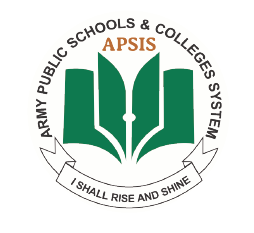 ARMY PUBLIC SCHOOLS & COLLEGES SYSTEM
APSIS
I SHALL RISE AND SHINE